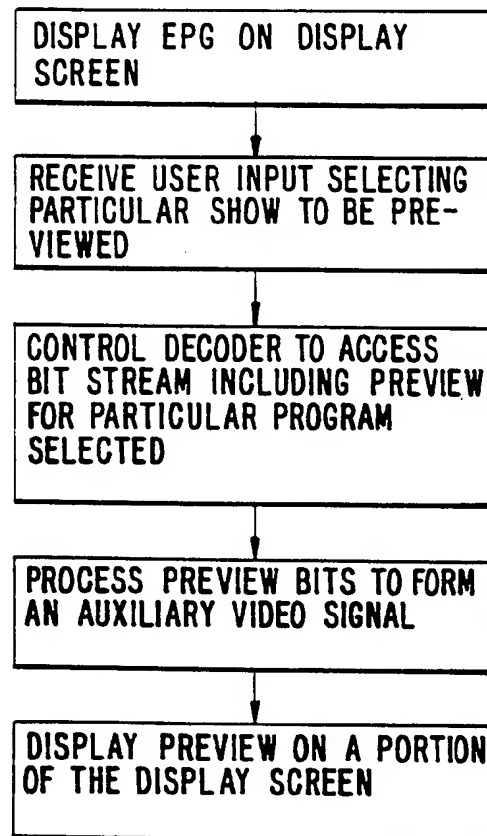 DISPLAY EPG ON DISPLAY
SCREEN
RECEIVE USER INPUT SELECTING
PARTICULAR SHOW TO BE PRE-
VIEWED
CONTROL DECODER TO ACCESS
BIT STREAM INCLUDING PREVIEW
FOR PARTICULAR PROGRAM
SELECTED
PROCESS PREVIEW BITS TO FORM
AN AUXILIARY VIDEO SIGNAL
DISPLAY PREVIEW ON A PORTION
OF THE DISPLAY SCREEN